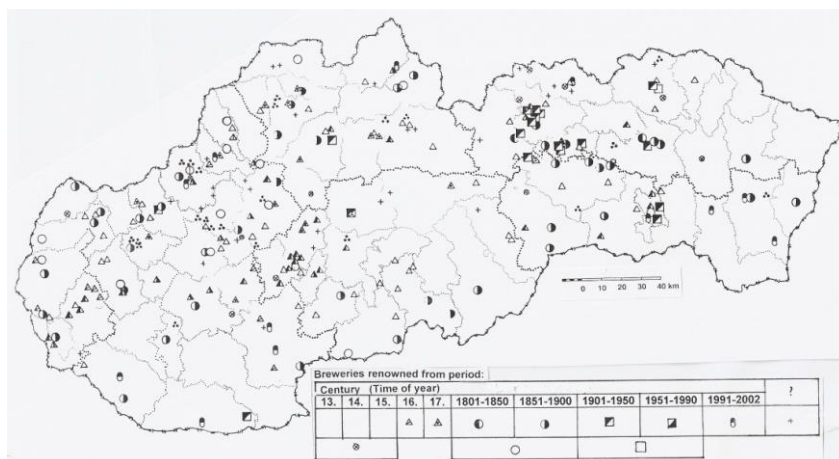 0 10 20 30 40 km
Breweries renowned from period:
Century (Time of year) ?
13. 14. 15. 16. 17. 1801-1850 1851-1900 1901-1950 1951-1990 1991-2002